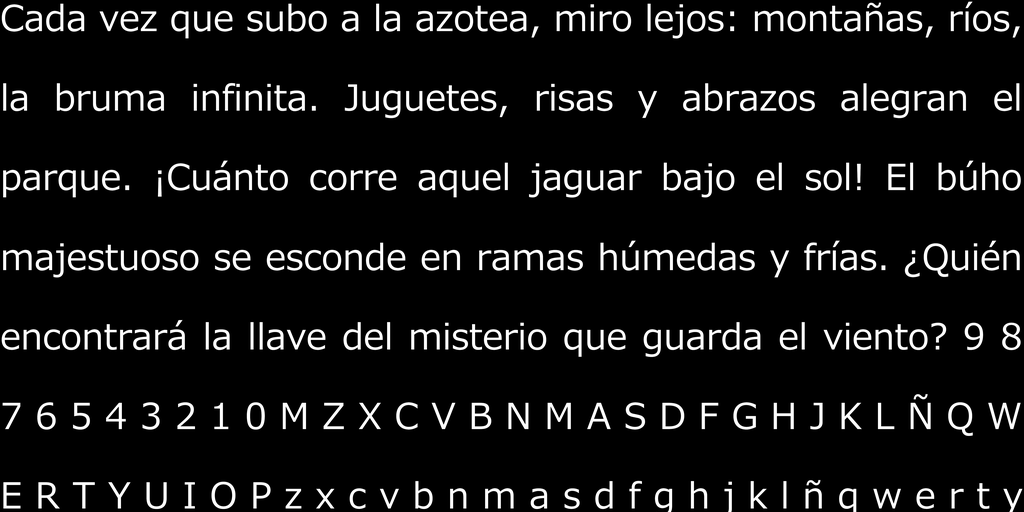 Cada vez que subo a la azotea, miro lejos: montañas, ríos,
la bruma infinita. Juguetes, risas y abrazos alegran el
parque. ¡Cuánto corre aquel jaguar bajo el sol! El búho
majestuoso se esconde en ramas húmedas y frías. ¿Quién
encontrará la llave del misterio que guarda el viento? 9 8
7 6 5 4 3 2 1 0 M Z X C V B N M A S D F G H J K L Ñ Q W
E R T Y U I O P z x c v b n m a s d f g h j k l ñ q w e r t y